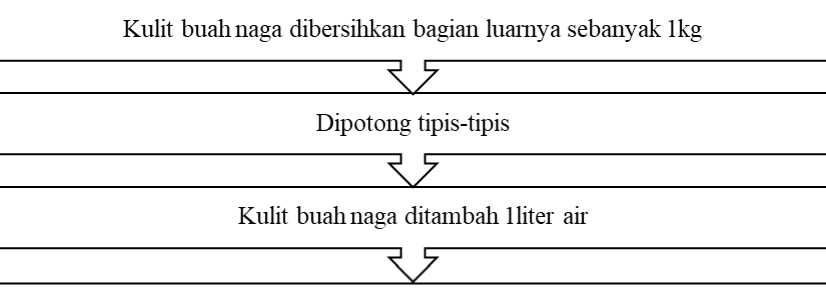 Kulit buah naga dibersihkan bagian luarnya sebanyak 1kg
Dipotong tipis-tipis
Kulit buah naga ditambah 1liter air